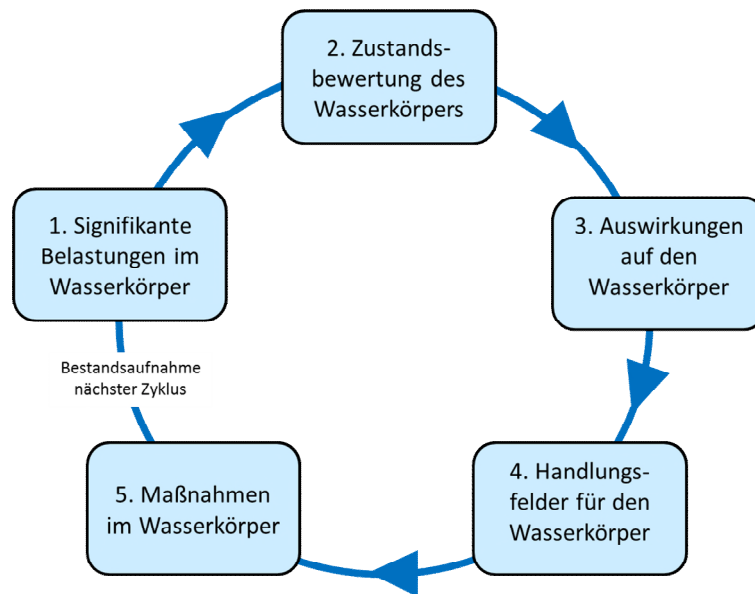 1. Signifikante
Belastungen im
Wasserkörper
2. Zustands-
bewertung des
Wasserkörpers
3. Auswirkungen
auf den
Wasserkörper
4. Handlungs-
felder für den
Wasserkörper
5. Maßnahmen
im Wasserkörper
Bestandsaufnahme
nächster Zyklus